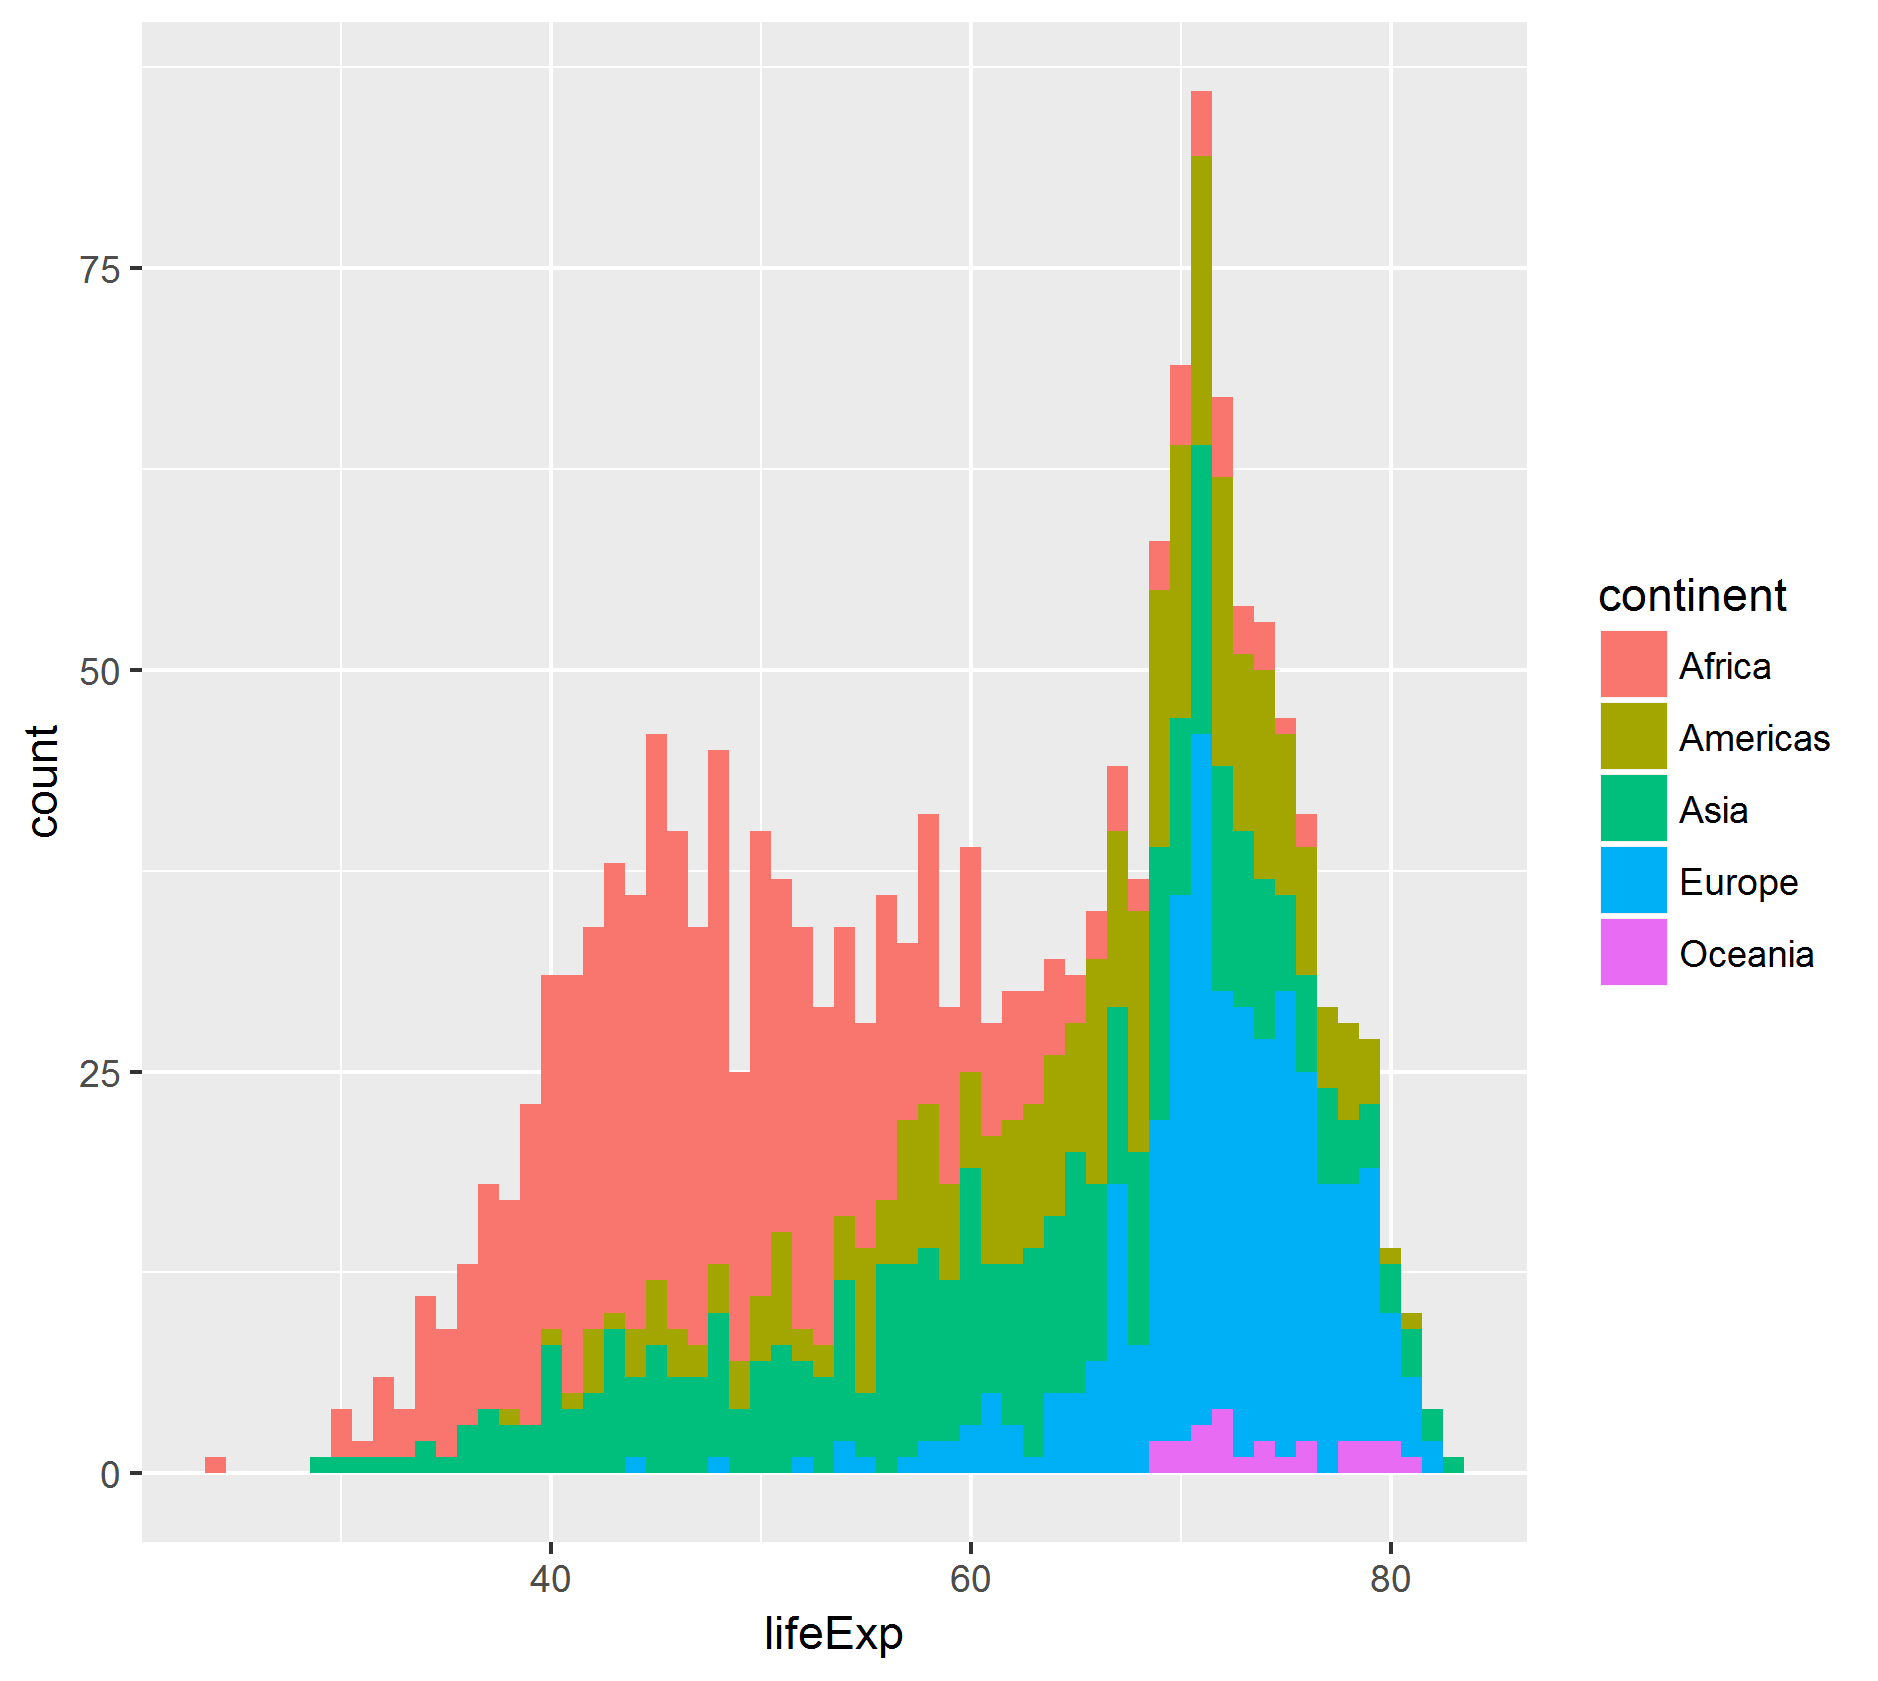 75
50
25
0
count
40 60 80
lifeExp
continent
Africa
Americas
Asia
Europe
Oceania